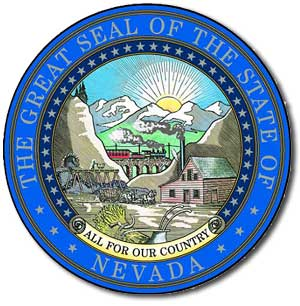 THE GREAT SEAL OF THE STATE OF
NEVADA
ALL FOR OUR COUNTRY